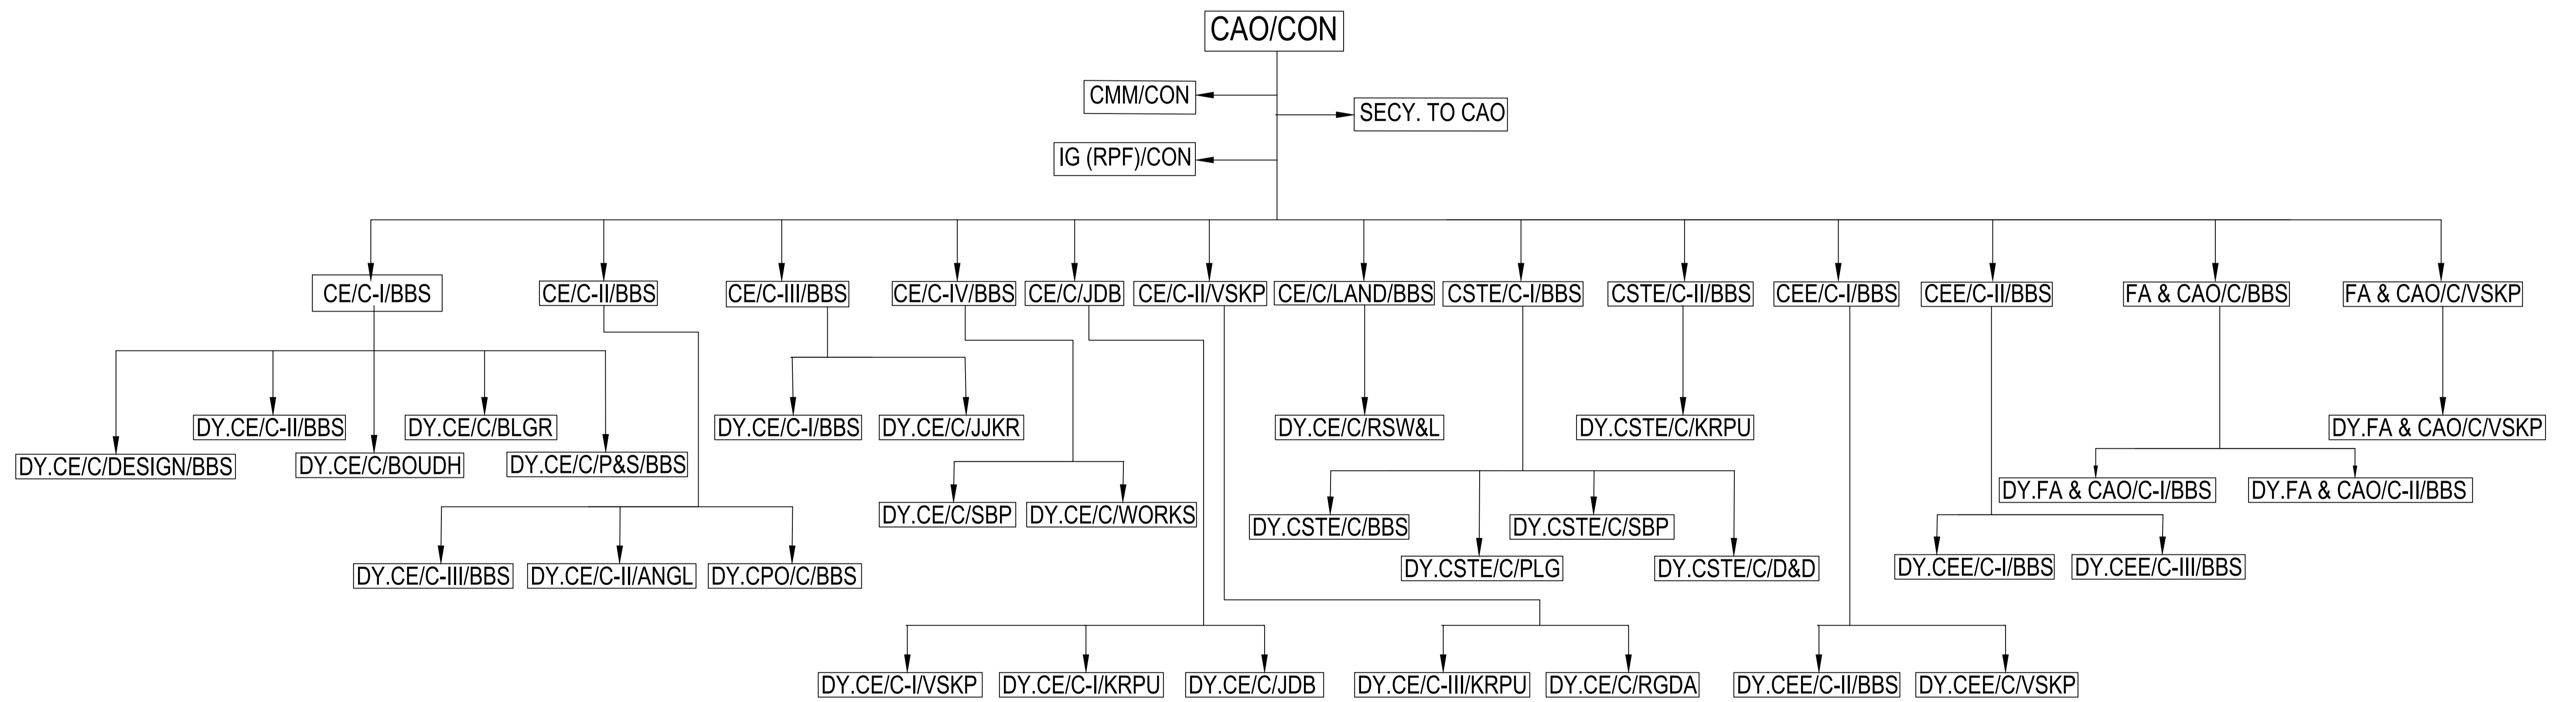 CAO/CON
CMM/CON
SECY. TO CAO
IG (RPF)/CON
CE/C-I/BBS
CE/C-II/BBS
CE/C-III/BBS
CE/C-IV/BBS
CE/C/JDB
CE/C-II/VSKP
CE/C/LAND/BBS
CSTE/C-I/BBS
CSTE/C-II/BBS
CEE/C-I/BBS
CEE/C-II/BBS
FA & CAO/C/BBS
FA & CAO/C/VSKP
DY.CE/C-II/BBS
DY.CE/C/BLGR
DY.CE/C-I/BBS
DY.CE/C/JJKR
DY.CE/C/RSW&L
DY.CSTE/C/KRPU
DY.FA & CAO/C/VSKP
DY.CE/C/DESIGN/BBS
DY.CE/C/BOUDH
DY.CE/C/P&S/BBS
DY.FA & CAO/C-I/BBS
DY.FA & CAO/C-II/BBS
DY.CE/C/SBP
DY.CE/C/WORKS
DY.CSTE/C/BBS
DY.CSTE/C/SBP
DY.CSTE/C/PLG
DY.CSTE/C/D&D
DY.CEE/C-I/BBS
DY.CEE/C-III/BBS
DY.CE/C-III/BBS
DY.CE/C-II/ANGL
DY.CPO/C/BBS
DY.CE/C-I/VSKP
DY.CE/C-I/KRPU
DY.CE/C/JDB
DY.CE/C-III/KRPU
DY.CE/C/RGDA
DY.CEE/C-II/BBS
DY.CEE/C/VSKP